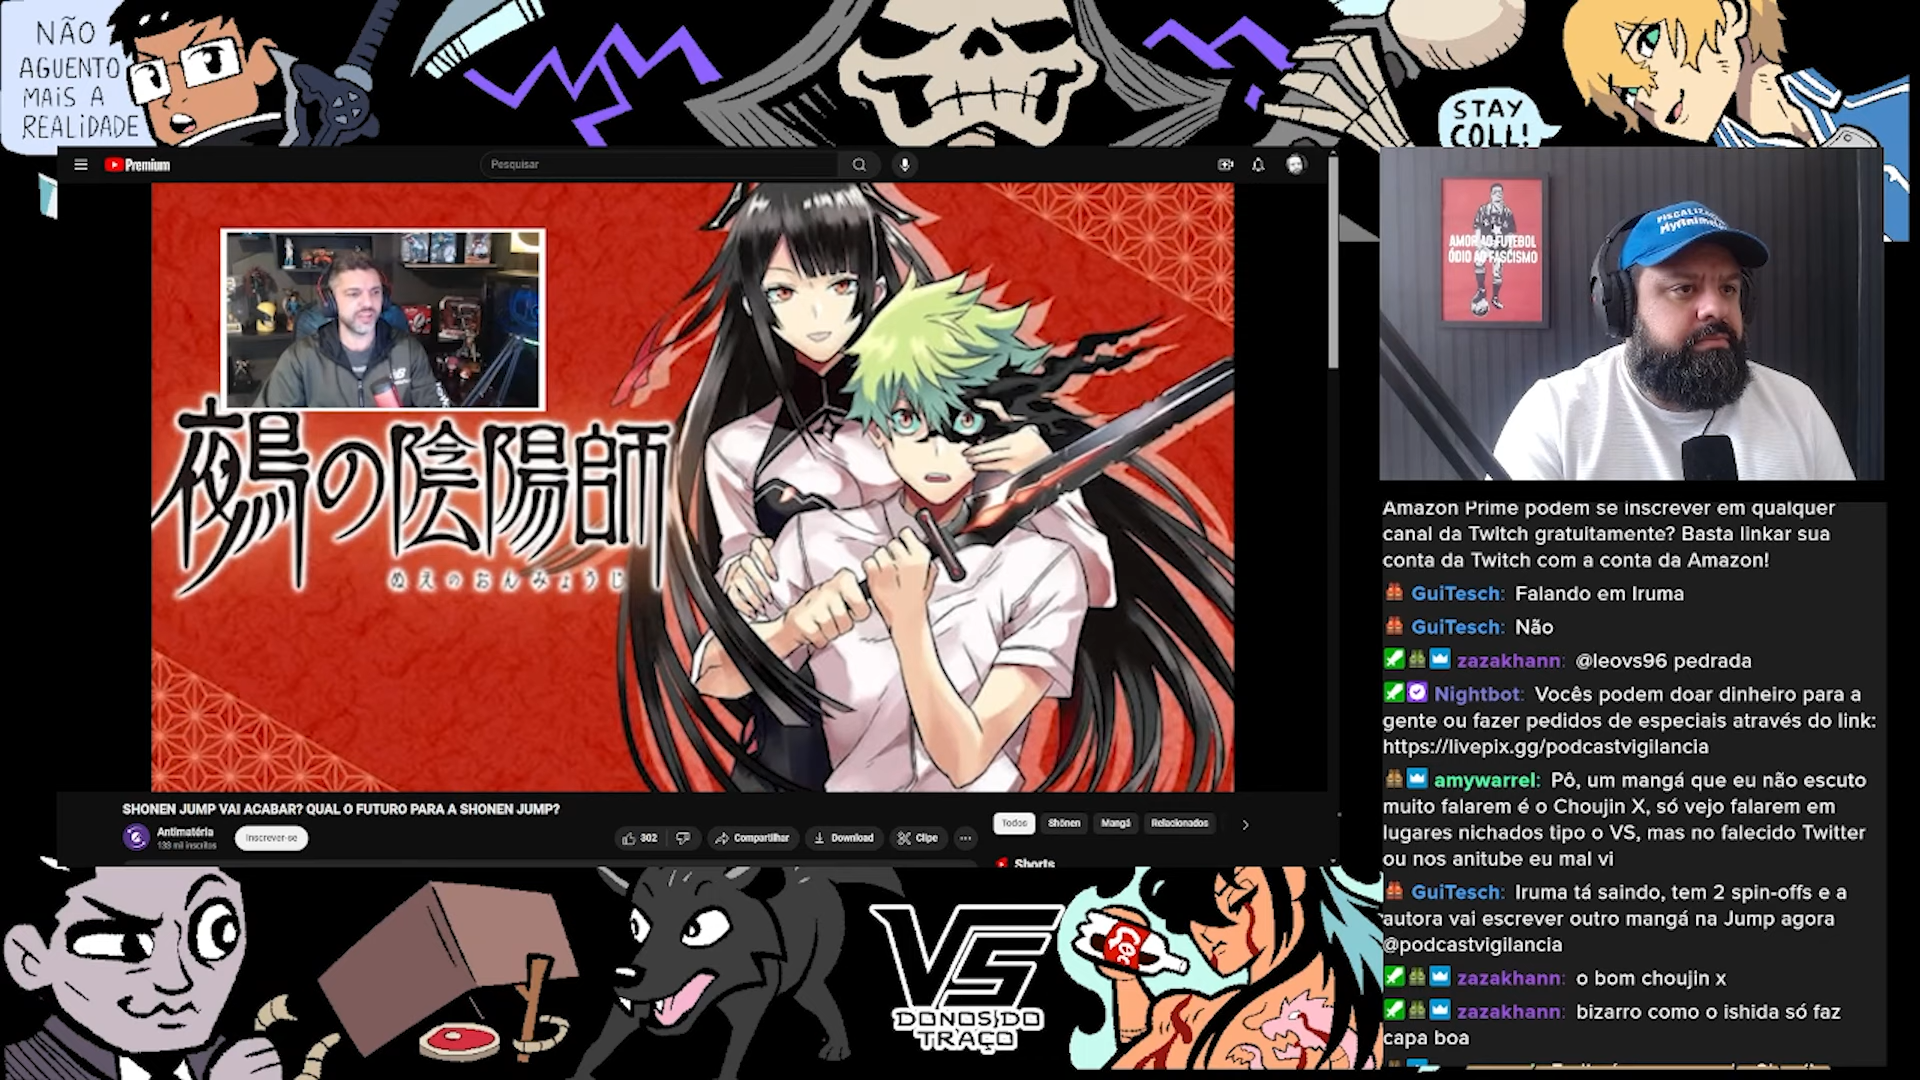 NÃO
AGUENTO
MAIS A
REALIDADE
STAY
COLL!
Premium
Pesquisar
FISCALIZA
MyAnime
AMOR AO FUTEBOL
ÓDIO AO FASCISMO
夜鳥の陰陽師
ぬえのおんみょうじ
Amazon Prime podem se inscrever em qualquer
canal da Twitch gratuitamente? Basta linkar sua
conta da Twitch com a conta da Amazon!
GuiTesch: Falando em Iruma
GuiTesch: Não
zazakhann: @leovs96 pedrada
Nightbot: Vocês podem doar dinheiro para a
gente ou fazer pedidos de especiais através do link:
https://livepix.gg/podcastvigilancia
amywarrel: Pô, um mangá que eu não escuto
muito falarem é o Choujin X, só vejo falarem em
lugares nichados tipo o VS, mas no falecido Twitter
ou nos anitube eu mal vi
GuiTesch: Iruma tá saindo, tem 2 spin-offs e a
autora vai escrever outro mangá na Jump agora
@podcastvigilancia
zazakhann: o bom choujin x
zazakhann: bizarro como o ishida só faz
capa boa
SHONEN JUMP VAI ACABAR? QUAL O FUTURO PARA A SHONEN JUMP?
Antimatéria
139 mil inscritos
Inscrever-se
302
Compartilhar
Download
Clipe
Todos
Shōnen
Mangá
Relacionados
Shorts
VS
DONOS DO
TRAÇO